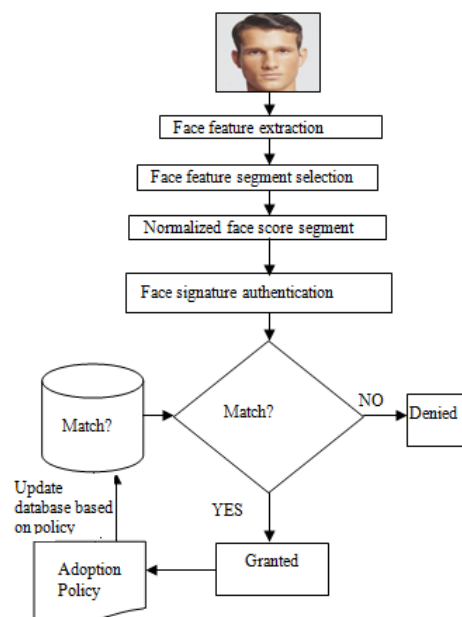 Face feature extraction
Face feature segment selection
Normalized face score segment
Face signature authentication
Match?
Match?
NO
Denied
Update
database based
on policy
YES
Granted
Adoption
Policy